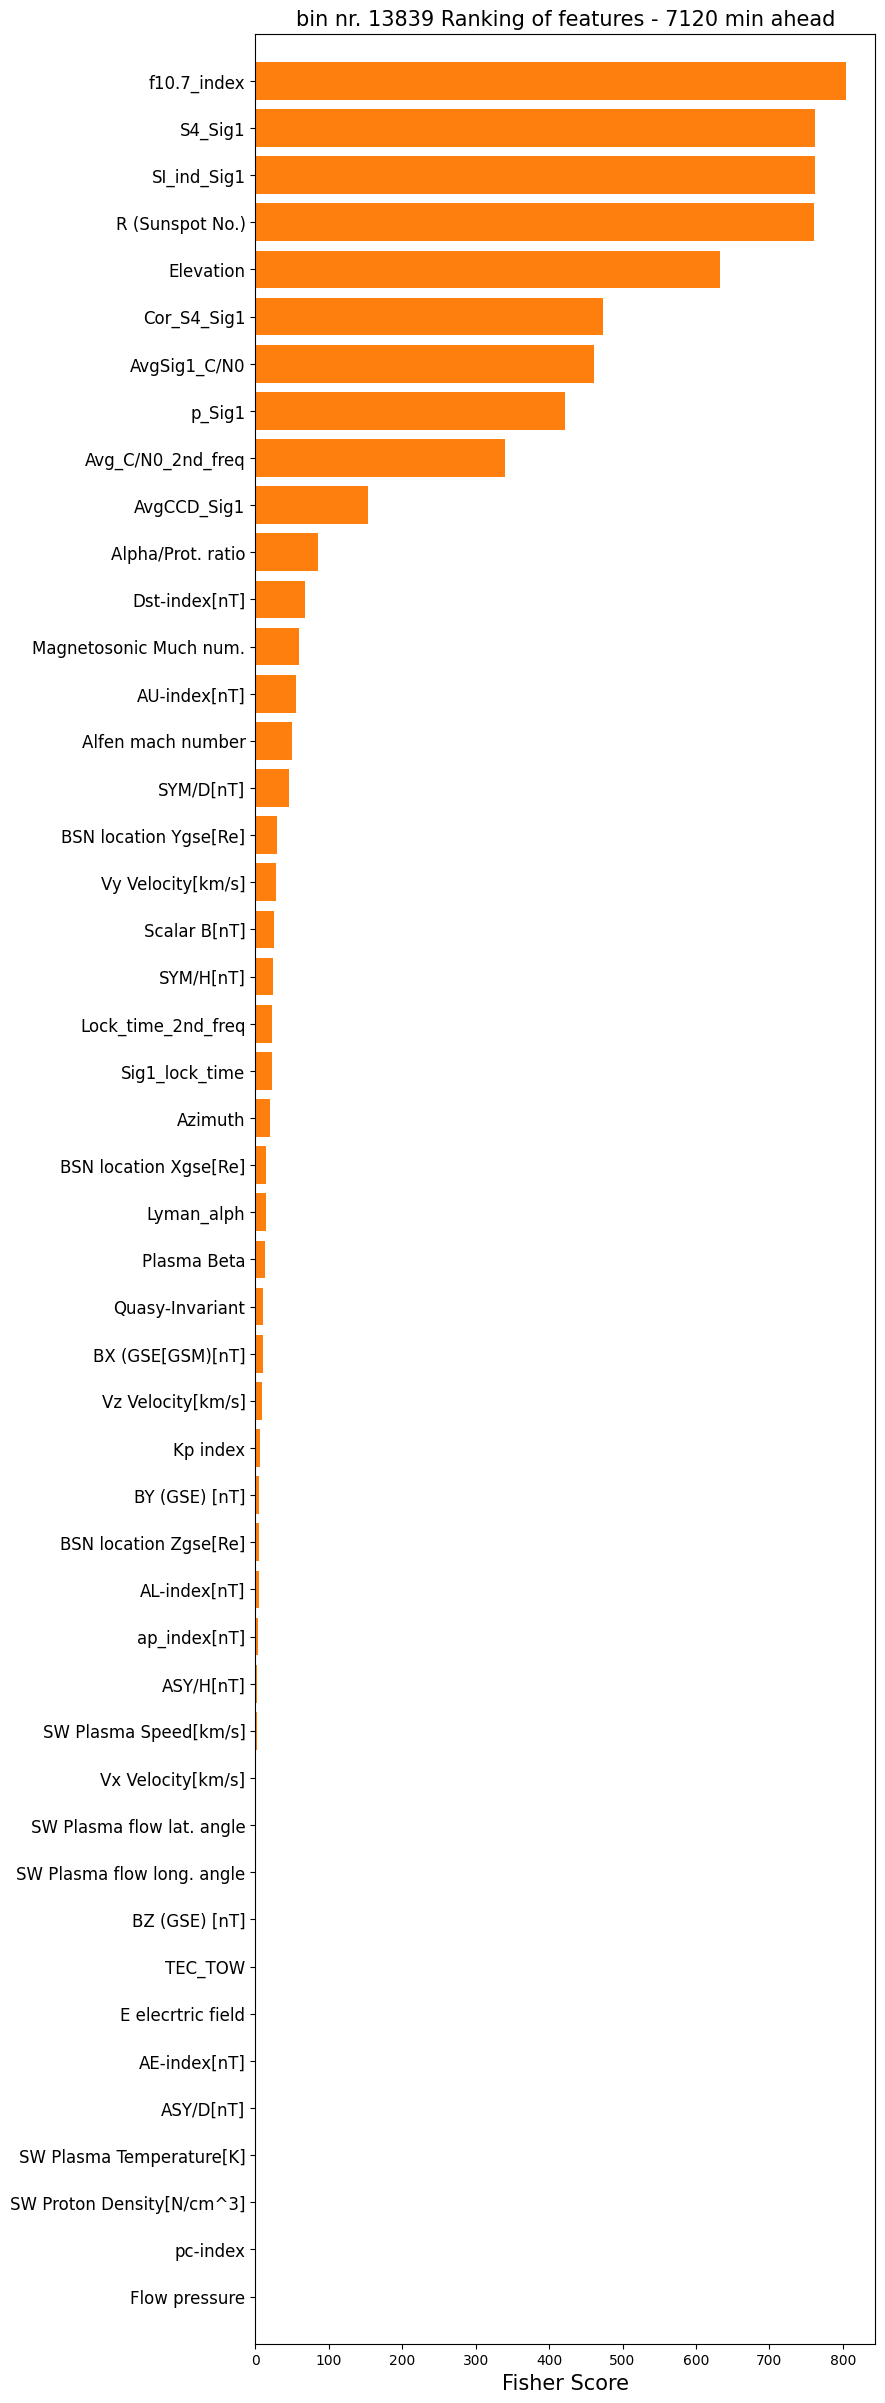 bin nr. 13839 Ranking of features - 7120 min ahead
f10.7_index
S4_Sig1
SI_ind_Sig1
R (Sunspot No.)
Elevation
Cor_S4_Sig1
AvgSig1_C/N0
p_Sig1
Avg_C/N0_2nd_freq
AvgCCD_Sig1
Alpha/Prot. ratio
Dst-index[nT]
Magnetosonic Much num.
AU-index[nT]
Alfen mach number
SYM/D[nT]
BSN location Ygse[Re]
Vy Velocity[km/s]
Scalar B[nT]
SYM/H[nT]
Lock_time_2nd_freq
Sig1_lock_time
Azimuth
BSN location Xgse[Re]
Lyman_alph
Plasma Beta
Quasy-Invariant
BX (GSE[GSM)[nT]
Vz Velocity[km/s]
Kp index
BY (GSE) [nT]
BSN location Zgse[Re]
AL-index[nT]
ap_index[nT]
ASY/H[nT]
SW Plasma Speed[km/s]
Vx Velocity[km/s]
SW Plasma flow lat. angle
SW Plasma flow long. angle
BZ (GSE) [nT]
TEC_TOW
E elecrtric field
AE-index[nT]
ASY/D[nT]
SW Plasma Temperature[K]
SW Proton Density[N/cm^3]
pc-index
Flow pressure
0 100 200 300 400 500 600 700 800
Fisher Score